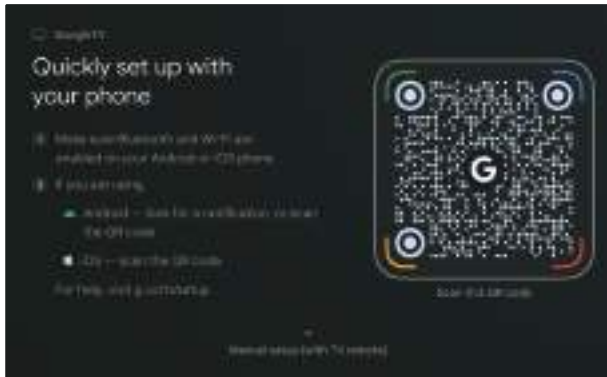 Google TV
Quickly set up with
your phone
Make sure Bluetooth and Wi-Fi are
enabled on your Android or iOS phone
If you are using
Android — look for a notification, or scan
the QR code
iOS — scan the QR code
For help, visit
G
Scan this QR code
Manual setup (with TV remote)